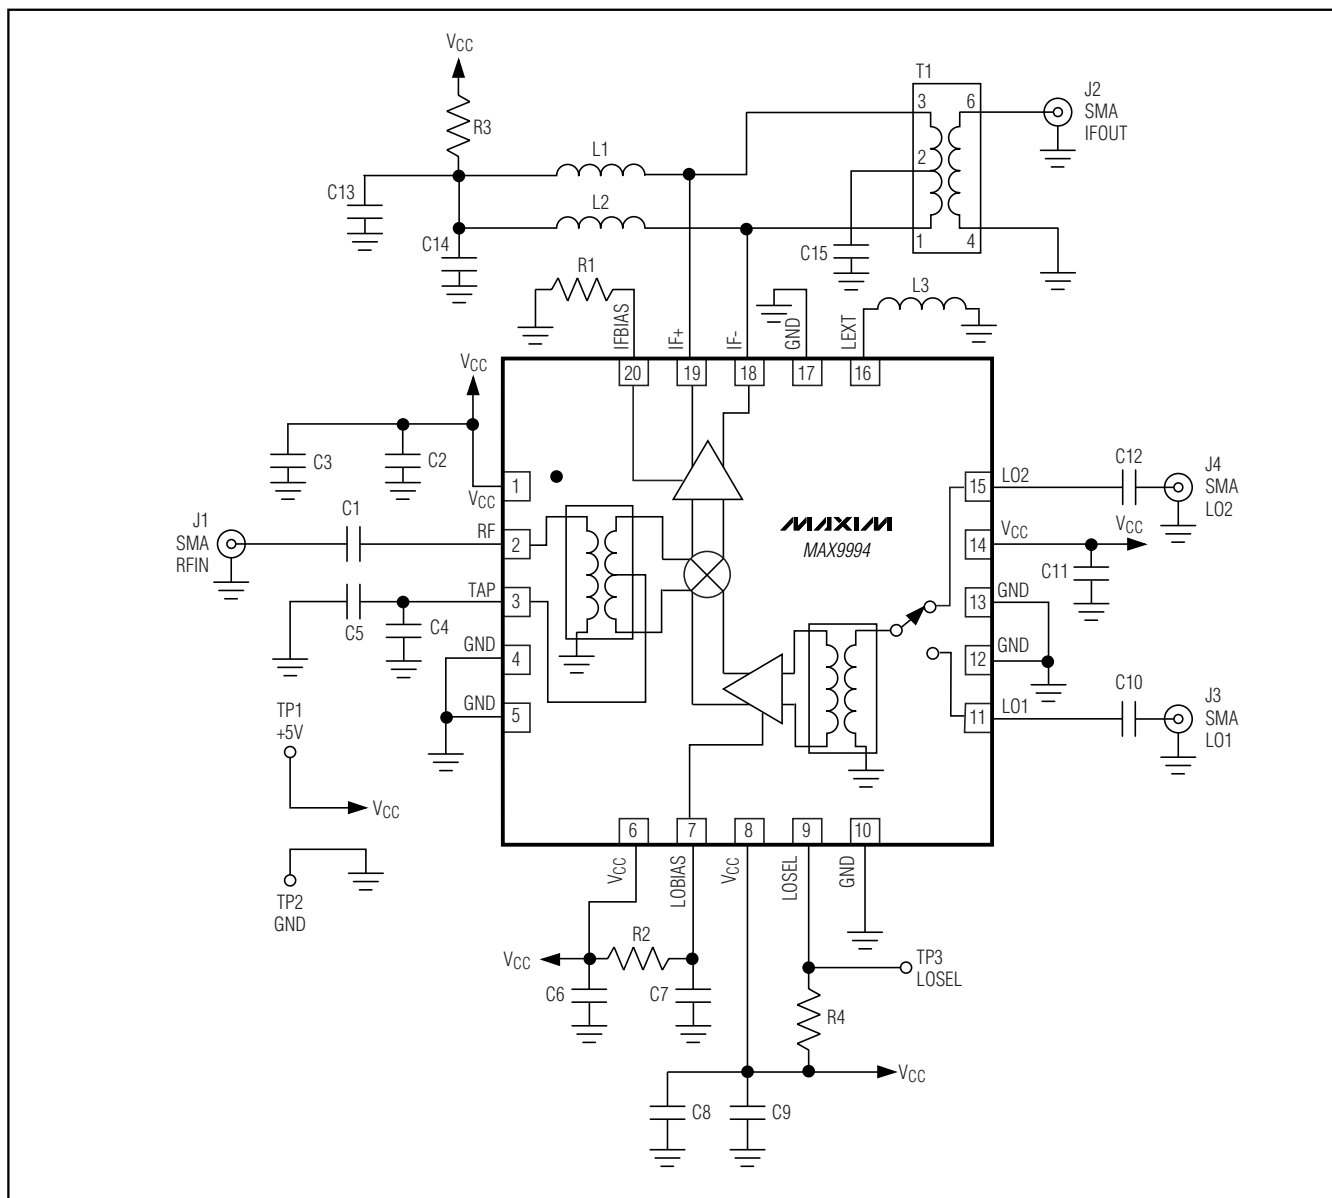 VCC
T1
R3
3
6
J2
SMA
IFOUT
L1
2
C13
L2
C14
1
4
C15
R1
L3
IFBIAS
IF+
IF-
GND
LEXT
VCC
20
19
18
17
16
C3
C2
1
VCC
C1
J1
SMA
RFIN
RF
2
TAP
3
C5
C4
GND
4
GND
5
MAXIM
MAX9994
15
LO2
C12
J4
SMA
LO2
14
VCC
VCC
C11
13
GND
12
GND
11
LO1
C10
J3
SMA
LO1
TP1
+5V
VCC
TP2
GND
6
7
8
9
10
VCC
LOBIAS
VCC
LOSEL
GND
VCC
R2
C6
C7
TP3
LOSEL
R4
VCC
C8
C9